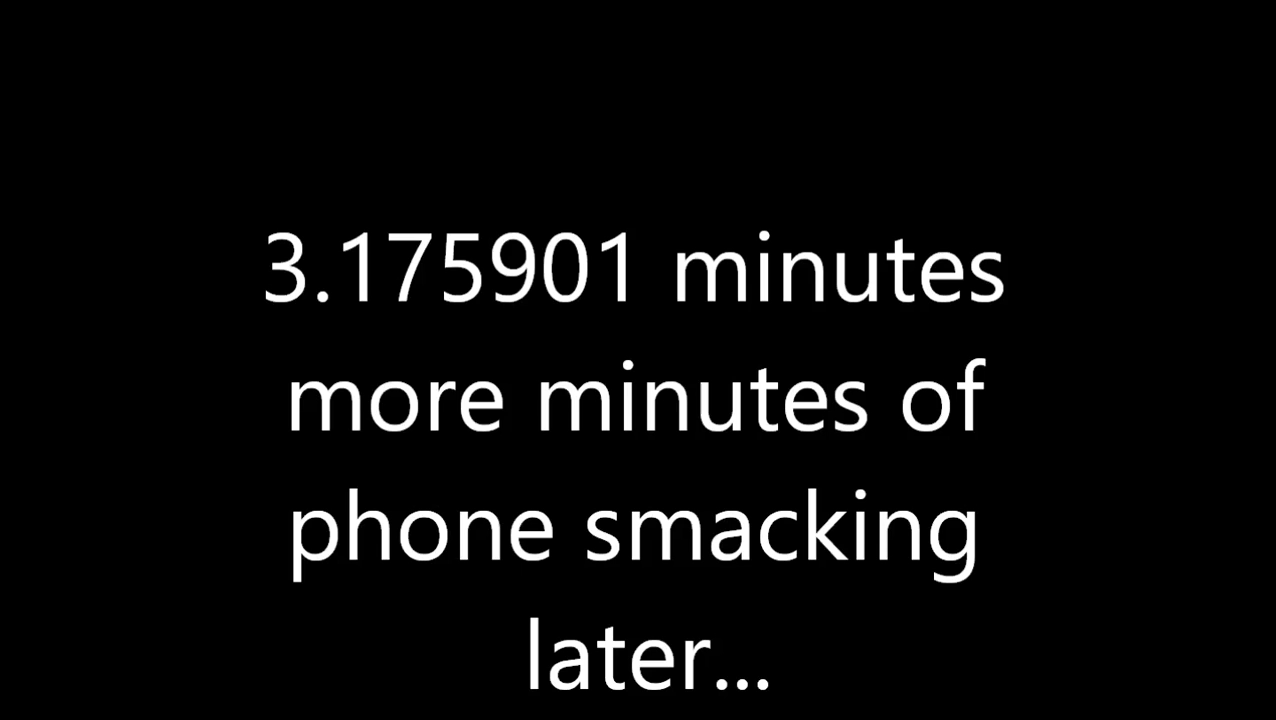 3.175901 minutes
more minutes of
phone smacking
later...